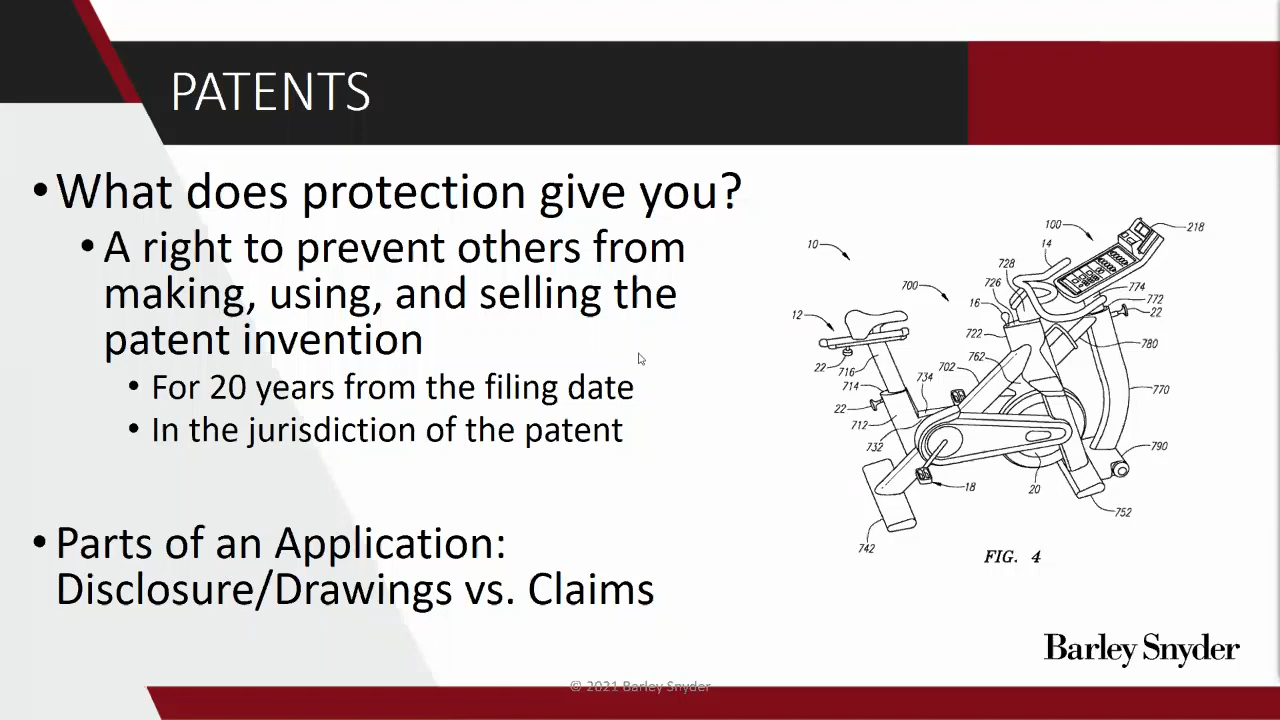 PATENTS
• What does protection give you?
• A right to prevent others from
making, using, and selling the
patent invention
• For 20 years from the filing date
• In the jurisdiction of the patent
• Parts of an Application:
Disclosure/Drawings vs. Claims
100
218
10
14
728
726
774
700
16
772
22
12
722
780
762
22
716
702
734
714
770
22
712
732
790
18
20
752
742
FIG. 4
Barley Snyder
© 2021 Barley Snyder